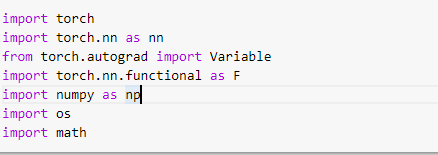 import torch
import torch.nn as nn
from torch.autograd import Variable
import torch.nn.functional as F
import numpy as np
import os
import math